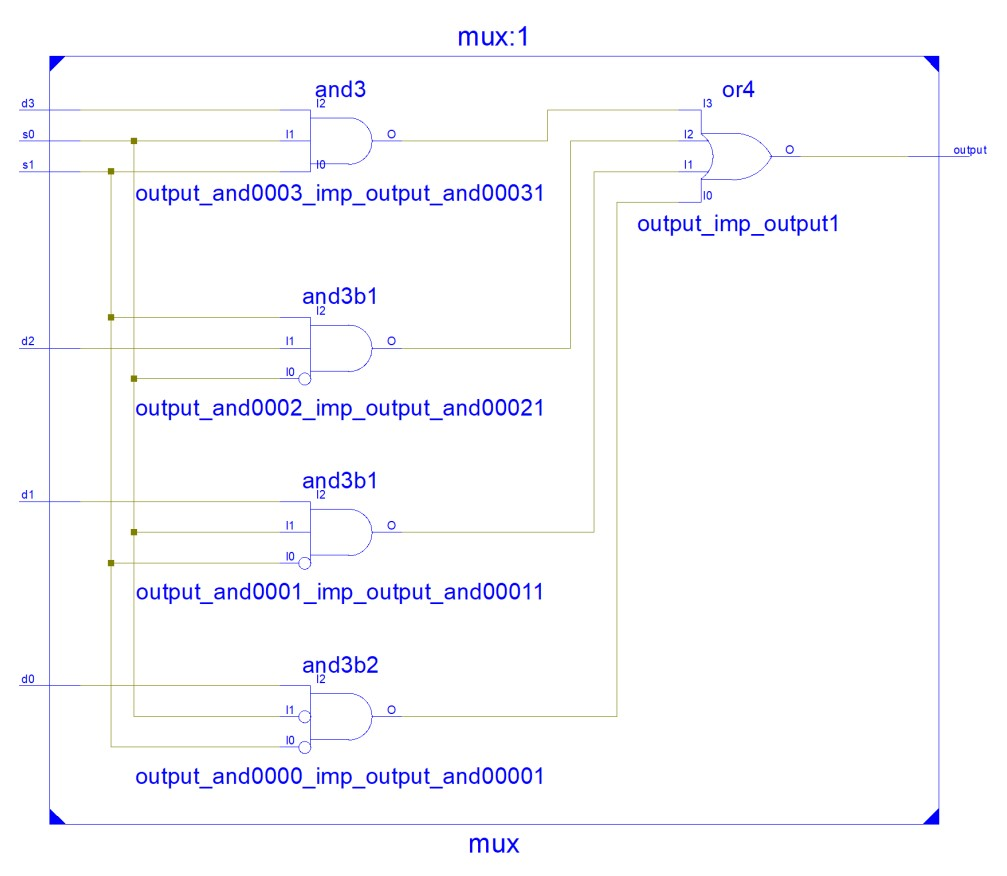 mux:1
and3
or4
d3
I2
I3
s0
I1
O
I2
O
output
s1
I0
I1
output_and0003_imp_output_and00031
I0
output_imp_output1
and3b1
I2
d2
I1
O
I0
output_and0002_imp_output_and00021
and3b1
I2
d1
I1
O
I0
output_and0001_imp_output_and00011
and3b2
I2
d0
I1
O
I0
output_and0000_imp_output_and00001
mux